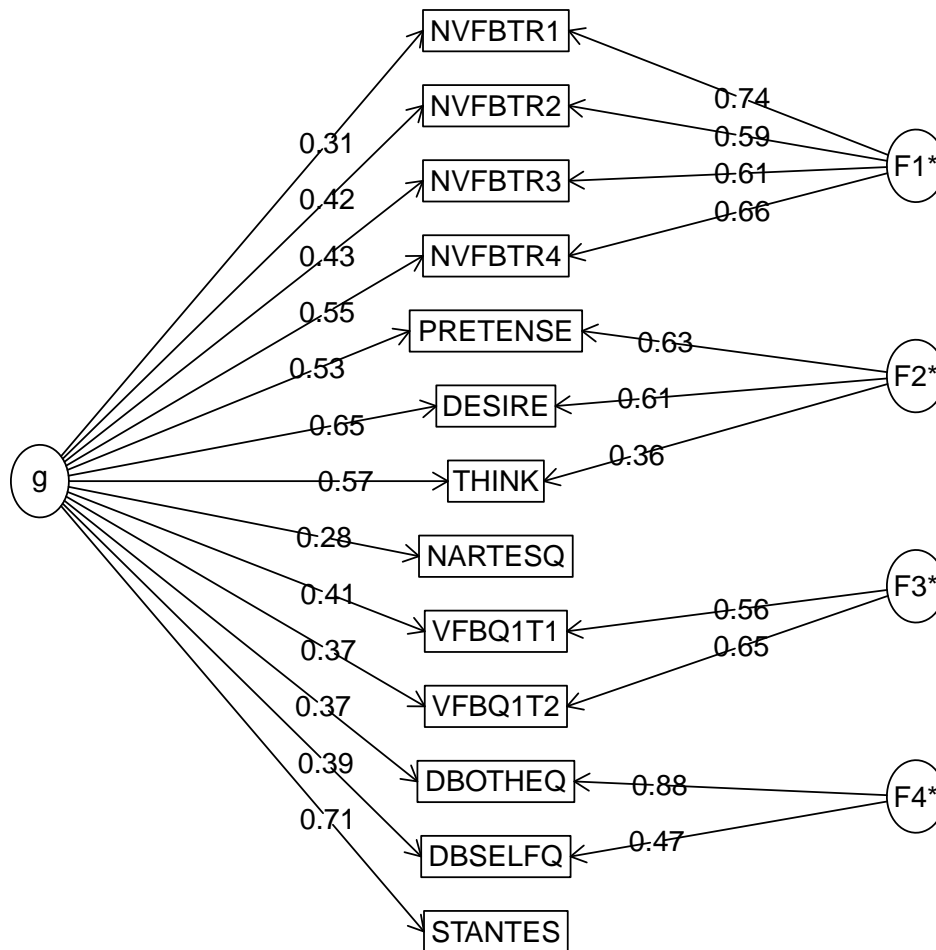 NVFBTR1
0.74
NVFBTR2
0.31
0.59
F1*
NVFBTR3
0.61
0.42
0.66
NVFBTR4
0.43
0.55
PRETENSE
0.63
0.53
F2*
DESIRE
0.61
0.65
0.36
g
THINK
0.57
0.28
NARTESQ
F3*
0.41
0.56
VFBQ1T1
0.65
0.37
VFBQ1T2
0.37
0.39
DBOTHEQ
0.88
F4*
0.71
0.47
DBSELFQ
STANTES